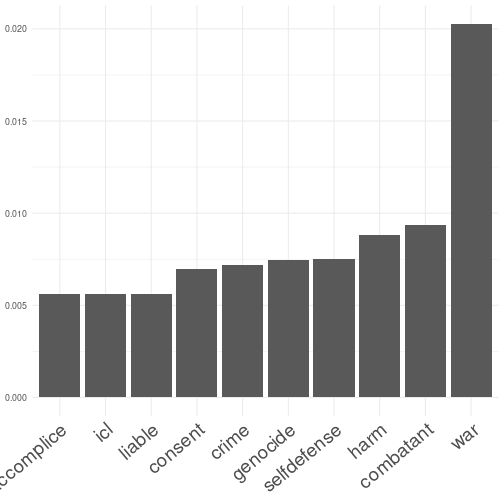 0.020
0.015
0.010
0.005
0.000
ccomplice
icl
liable
consent
crime
genocide
selfdefense
harm
combatant
war